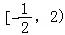 [-1/2, 2)